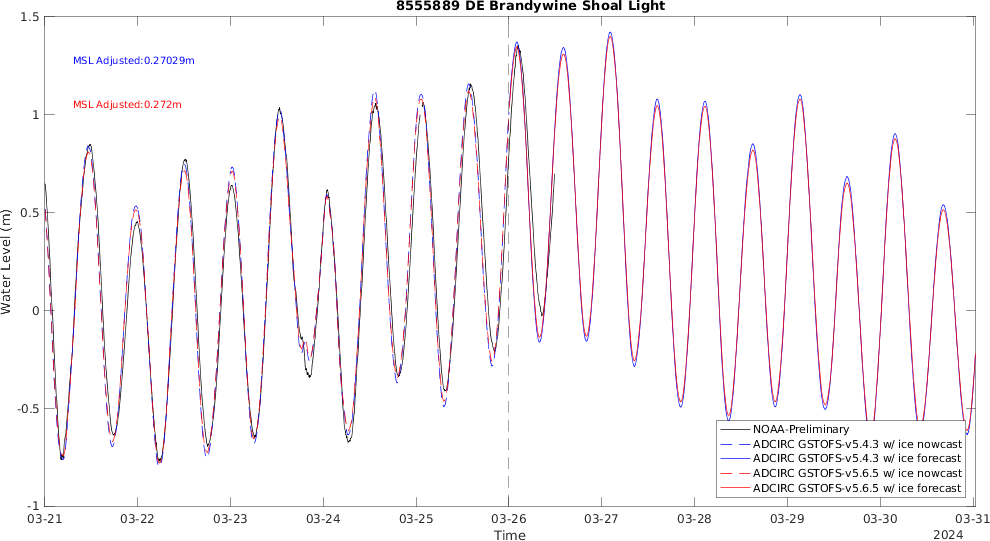 8555889 DE Brandywine Shoal Light
1.5
MSL Adjusted:0.27029m
MSL Adjusted:0.272m
1
0.5
0
-0.5
-1
Water Level (m)
NOAA-Preliminary
ADCIRC GSTOFS-v5.4.3 w/ ice nowcast
ADCIRC GSTOFS-v5.4.3 w/ ice forecast
ADCIRC GSTOFS-v5.6.5 w/ ice nowcast
ADCIRC GSTOFS-v5.6.5 w/ ice forecast
03-21 03-22 03-23 03-24 03-25 03-26 03-27 03-28 03-29 03-30 03-31
Time
2024